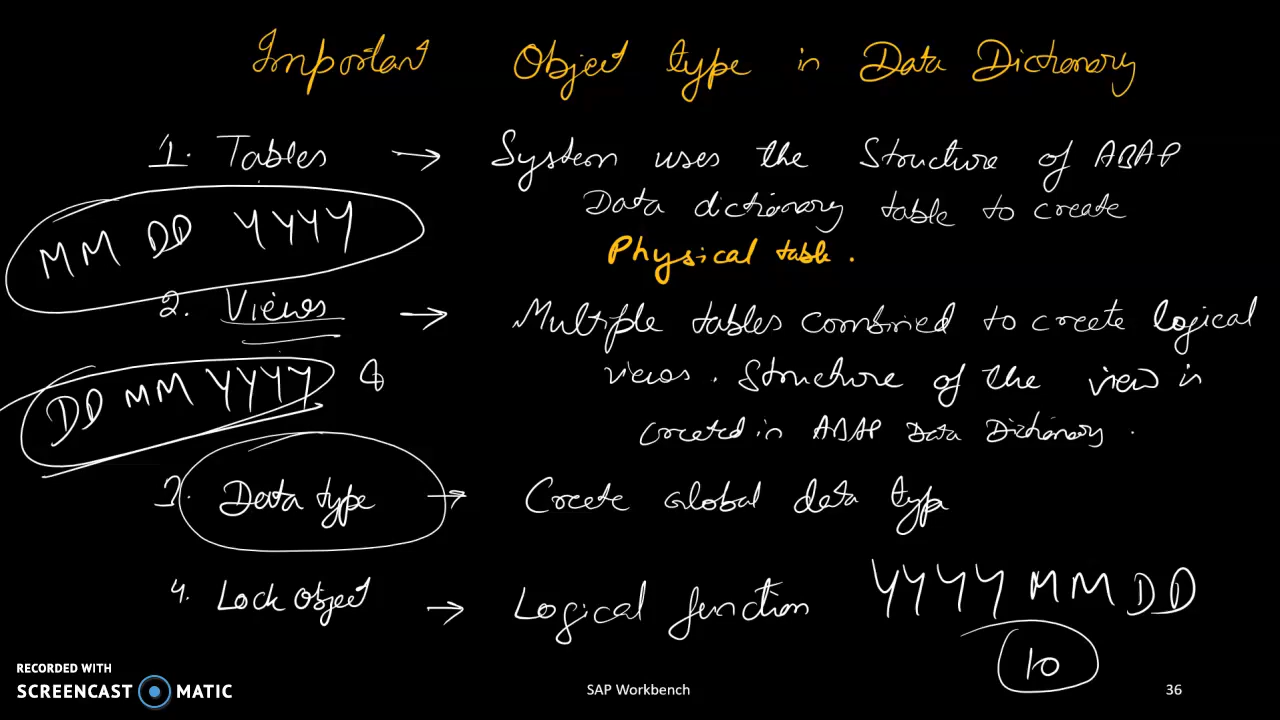 Important Object type in Data Dictionary
1. Tables → System uses the Structure of ABAP
Data dictionary table to create
Physical table.
MM DD YYYY
2. Views → Multiple tables combined to create logical
views. Structure of the view is
created in ABAP Data Dictionary.
DD MM YYYY
3. Data type → Create Global data type
4. Lock Object → Logical function
YYYY MM DD
10
RECORDED WITH
SCREENCAST MATIC
SAP Workbench
36